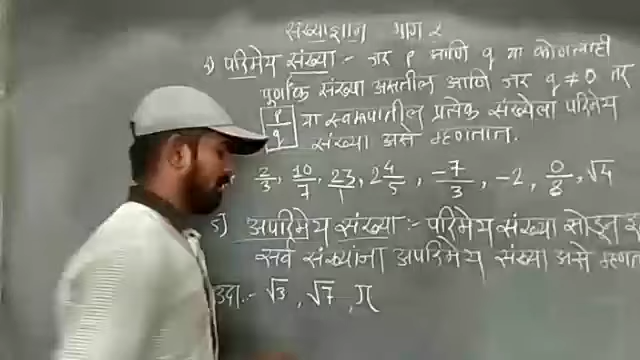 संख्याज्ञान भाग २
४) परिमेय संख्या :- जर p आणि q या कोणत्याही
पुर्णांक संख्या असतील आणि जर q ≠ 0 तर
p/q या स्वरूपातील प्रत्येक संख्येला परिमेय
संख्या असे म्हणतात.
2/3, 10/7, 23/1, 2 4/5, -7/3, -2, 0/8, √4
५) अपरिमेय संख्या :- परिमेय संख्या सोडून
सर्व संख्यांना अपरिमेय संख्या असे म्हणता
उदा.- √3, √7, π